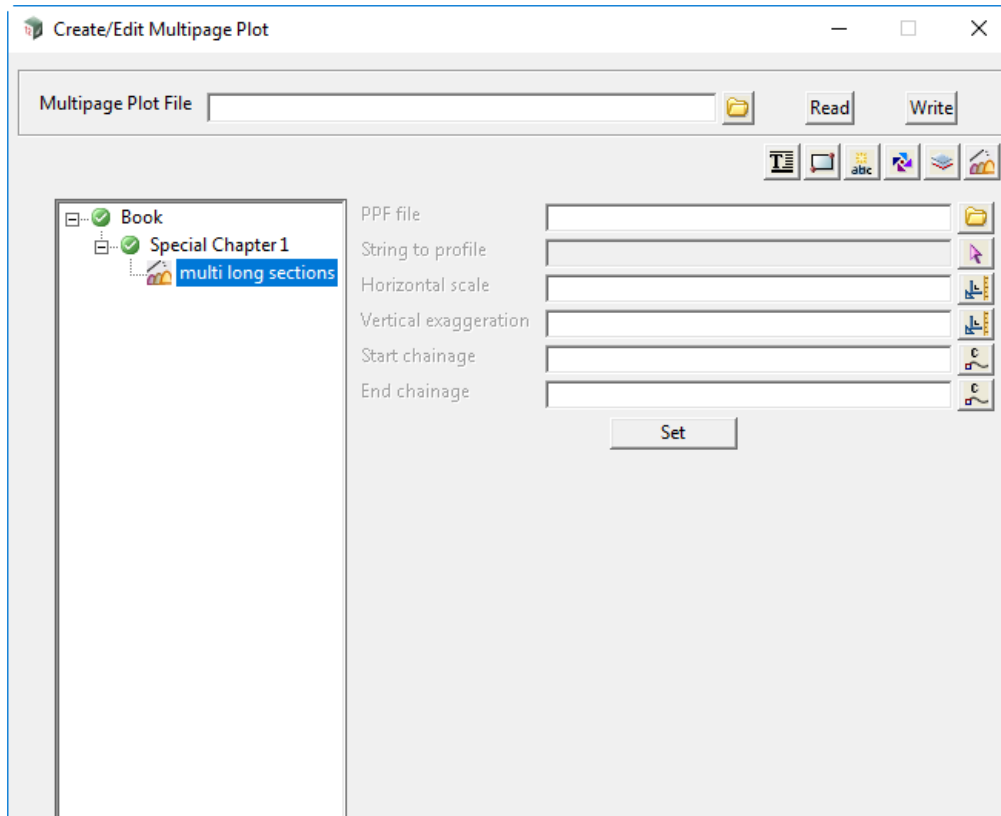 Create/Edit Multipage Plot
Multipage Plot File
Read
Write
T
abc
Book
Special Chapter 1
multi long sections
PPF file
String to profile
Horizontal scale
Vertical exaggeration
Start chainage
c
End chainage
c
Set